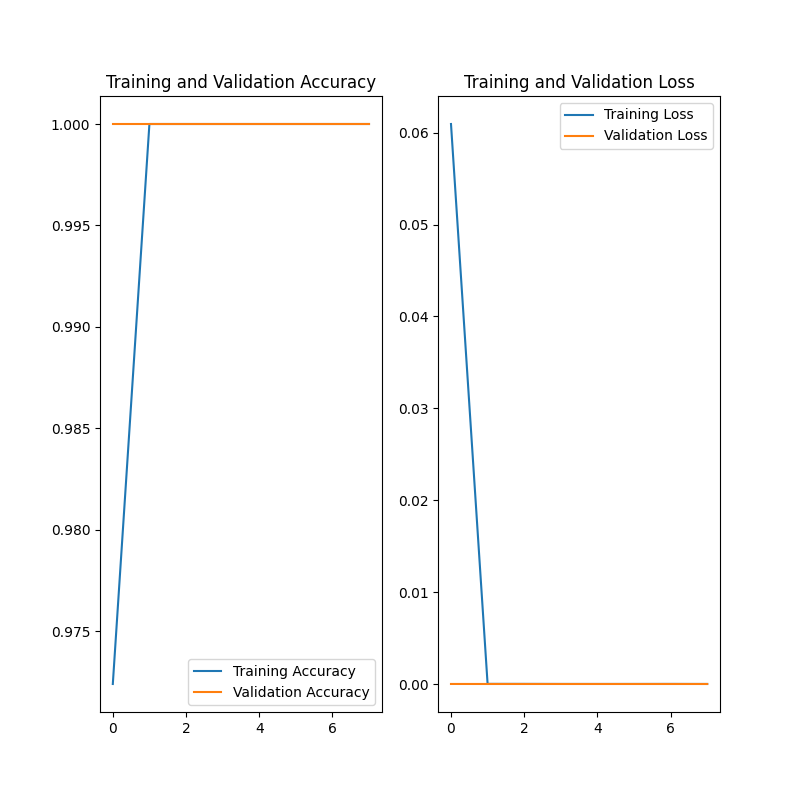 Training and Validation Accuracy
1.000
0.995
0.990
0.985
0.980
0.975
Training Accuracy
Validation Accuracy
0 2 4 6
Training and Validation Loss
Training Loss
Validation Loss
0.06
0.05
0.04
0.03
0.02
0.01
0.00
0 2 4 6